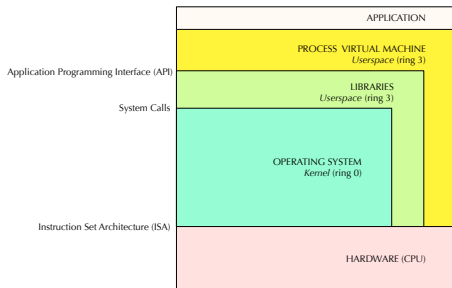 APPLICATION
PROCESS VIRTUAL MACHINE
Userspace (ring 3)
Application Programming Interface (API)
LIBRARIES
Userspace (ring 3)
System Calls
OPERATING SYSTEM
Kernel (ring 0)
Instruction Set Architecture (ISA)
HARDWARE (CPU)